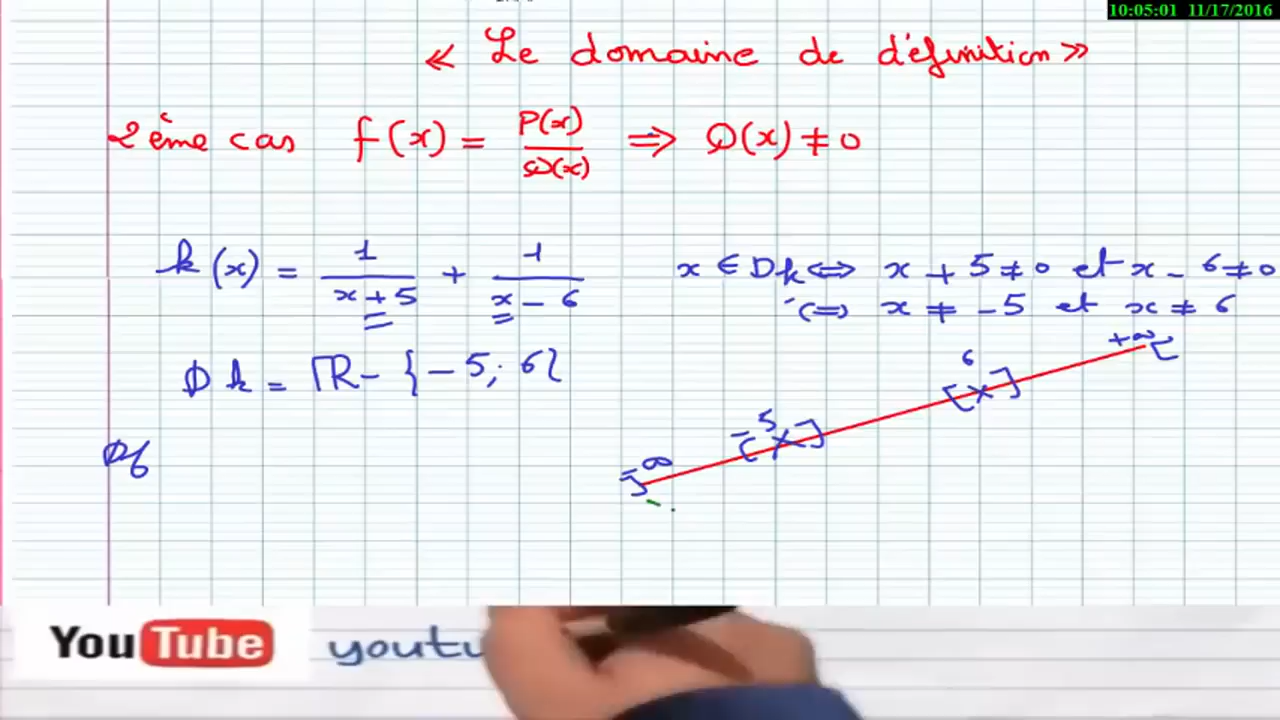 10:05:01 11/17/2016
« Le domaine de définition »
2ème cas f(x) = P(x)/Q(x) ⇒ Q(x) ≠ 0
k(x) = 1/(x + 5) + 1/(x - 6)
x ∈ Dk ⇔ x + 5 ≠ 0 et x - 6 ≠ 0
⇔ x ≠ -5 et x ≠ 6
Dk = ℝ - {-5; 6}
]-∞ [-5] [6] +∞[
YouTube youtu